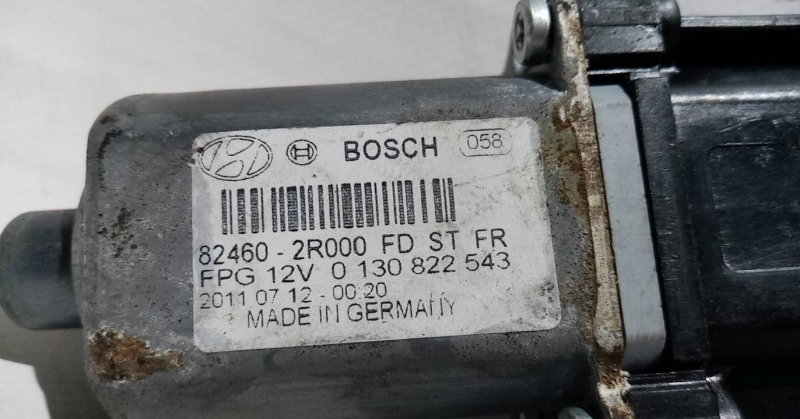 BOSCH 058
82460-2R000 FD ST FR
FPG 12V 0 130 822 543
2011 07 12 - 00:20
MADE IN GERMANY